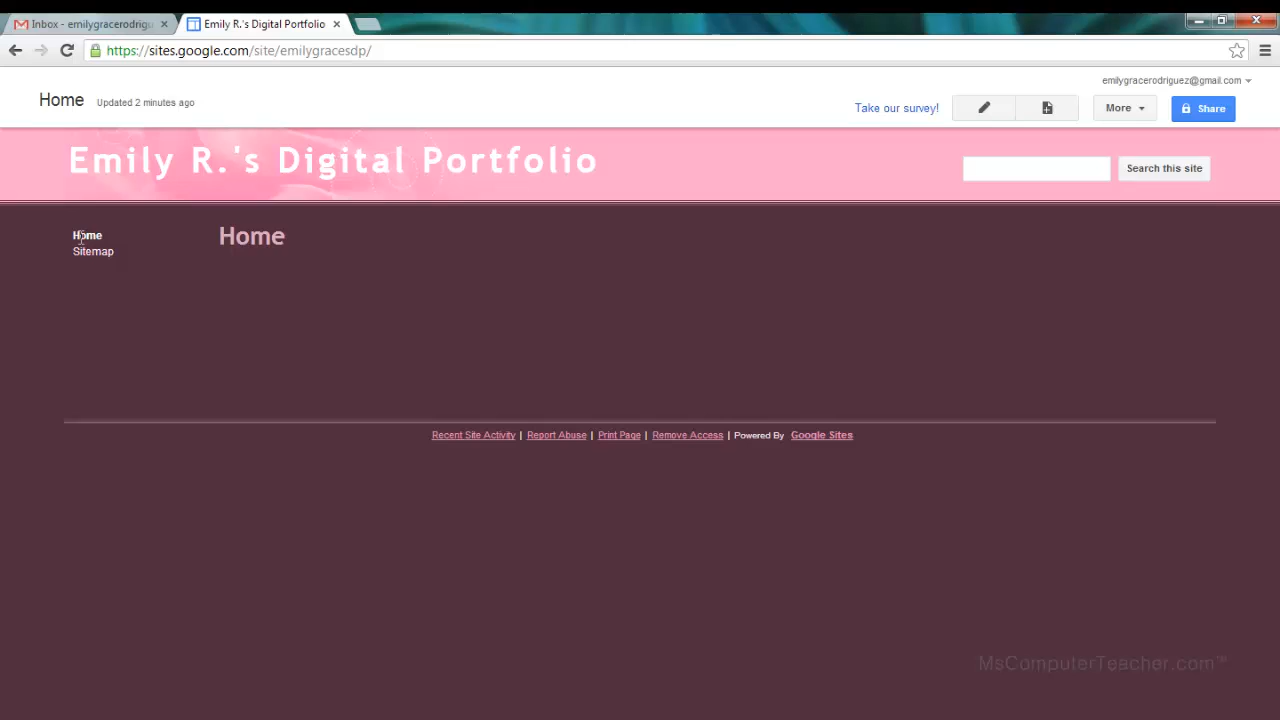 Inbox - emilygracerodrigu
Emily R.'s Digital Portfolio
https://sites.google.com/site/emilygracesdp/
emilygracerodriguez@gmail.com
Home Updated 2 minutes ago
Take our survey! More Share
Emily R.'s Digital Portfolio
Search this site
Home
Sitemap
Home
Recent Site Activity | Report Abuse | Print Page | Remove Access | Powered By Google Sites
MsComputerTeacher.com™